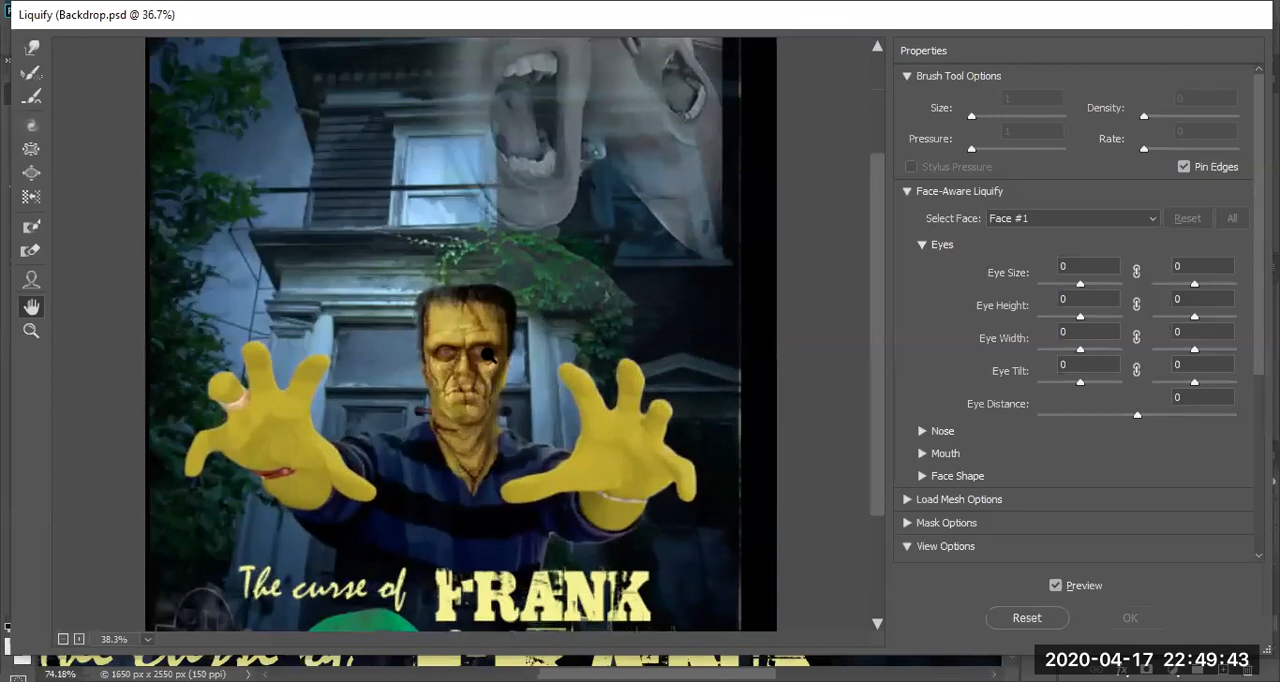 Liquify (Backdrop.psd @ 36.7%)
Properties
Brush Tool Options
Size: 1 Density: 0
Pressure: 1 Rate: 0
Stylus Pressure Pin Edges
Face-Aware Liquify
Select Face: Face #1 Reset All
Eyes
Eye Size: 0 0
Eye Height: 0 0
Eye Width: 0 0
Eye Tilt: 0 0
Eye Distance: 0
Nose
Mouth
Face Shape
Load Mesh Options
Mask Options
View Options
Preview
Reset OK
The curse of FRANK
38.3%
74.18% 1650 px x 2550 px (150 ppi)
2020-04-17 22:49:43